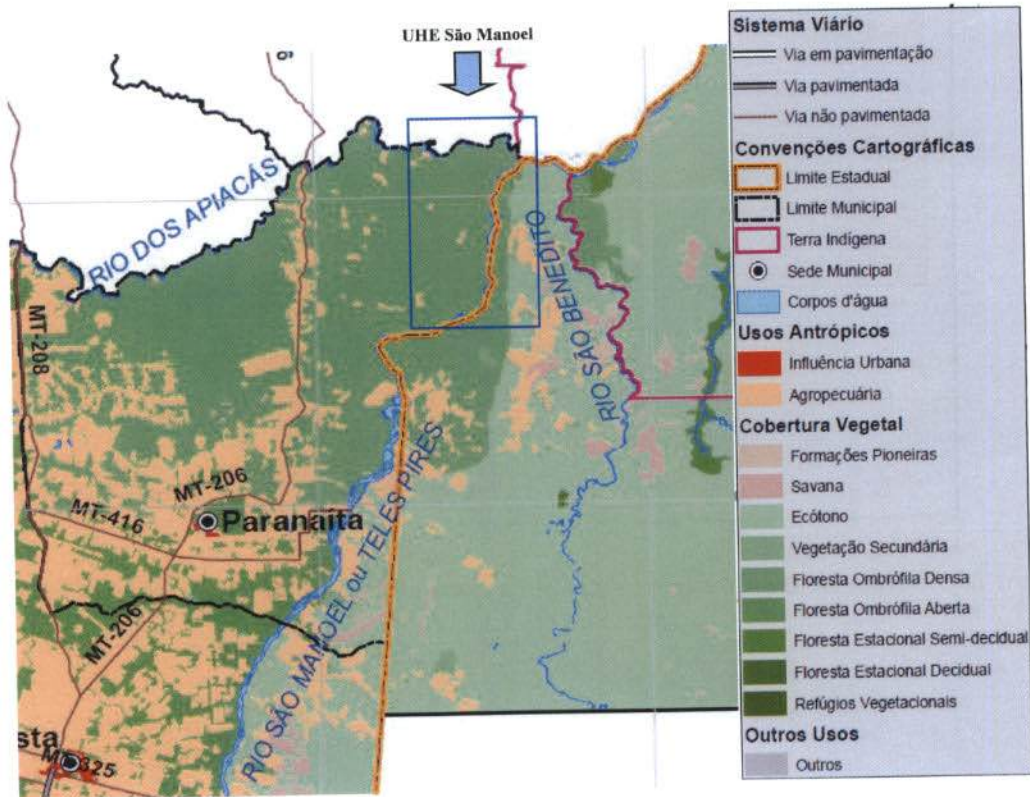 UHE São Manoel
RIO DOS APIACÁS
RIO SÃO BENEDITO
MT-208
MT-206
MT-416
Paranaíta
MT-206
RIO SÃO MANOEL ou TELES PIRES
sta
MT-325
Sistema Viário
Via em pavimentação
Via pavimentada
Via não pavimentada
Convenções Cartográficas
Limite Estadual
Limite Municipal
Terra Indígena
Sede Municipal
Corpos d'água
Usos Antrópicos
Influência Urbana
Agropecuária
Cobertura Vegetal
Formações Pioneiras
Savana
Ecótono
Vegetação Secundária
Floresta Ombrófila Densa
Floresta Ombrófila Aberta
Floresta Estacional Semi-decidual
Floresta Estacional Decidual
Refúgios Vegetacionais
Outros Usos
Outros